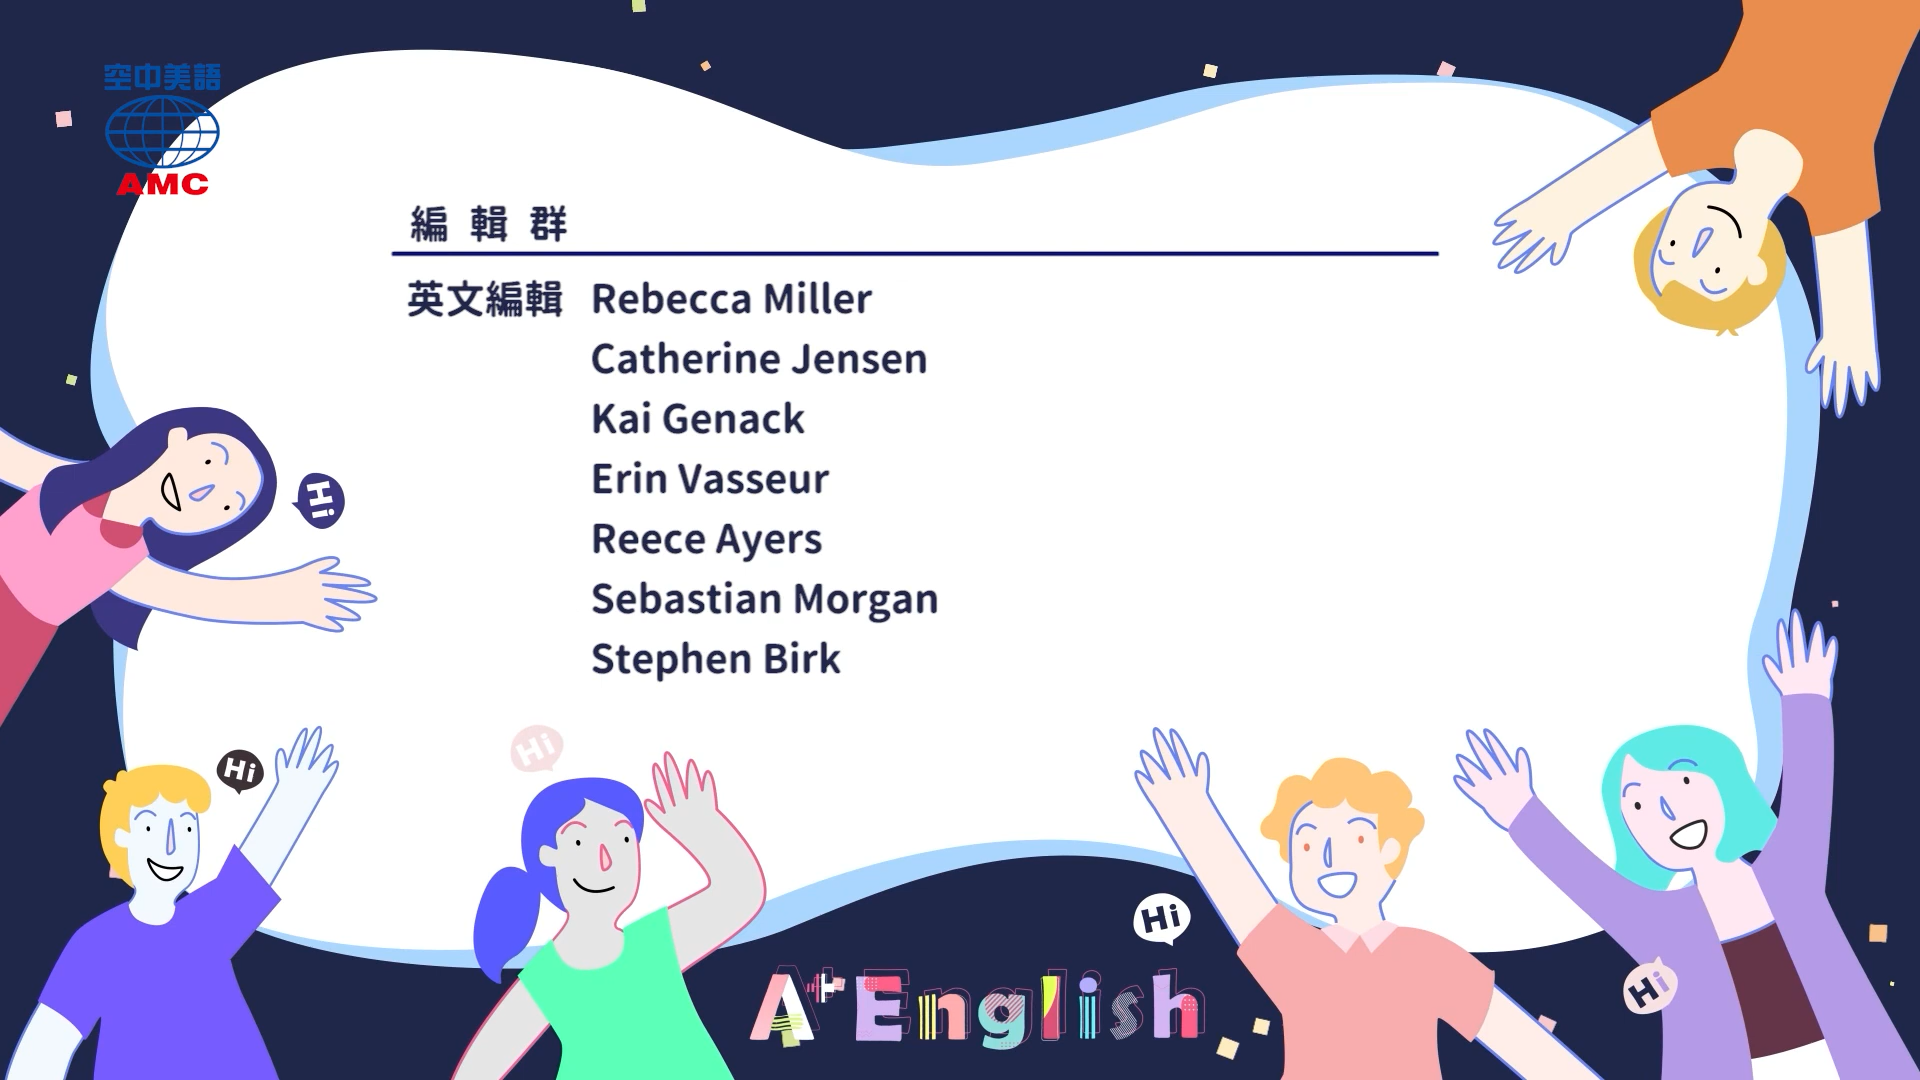 空中美語
AMC
編輯群
英文編輯 Rebecca Miller
Catherine Jensen
Kai Genack
Erin Vasseur
Reece Ayers
Sebastian Morgan
Stephen Birk
Hi
Hi
Hi
Hi
Hi
A+ English